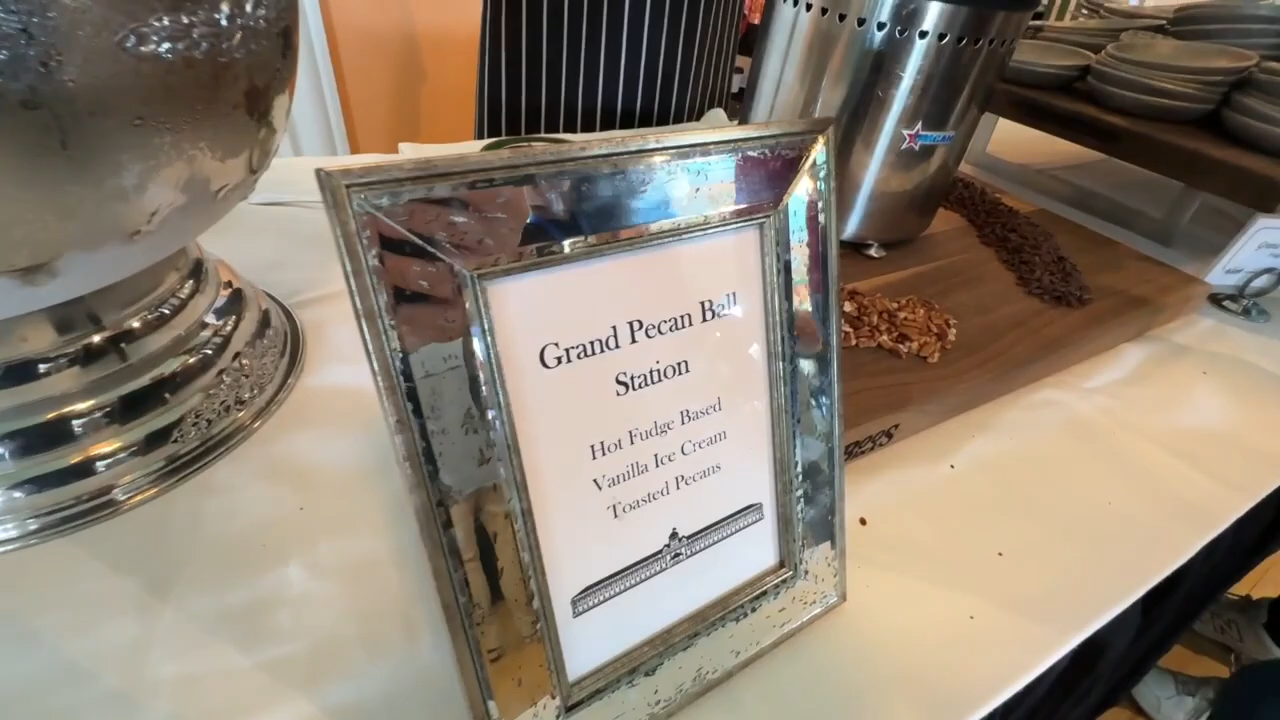 Grand Pecan Ball
Station
Hot Fudge Based
Vanilla Ice Cream
Toasted Pecans